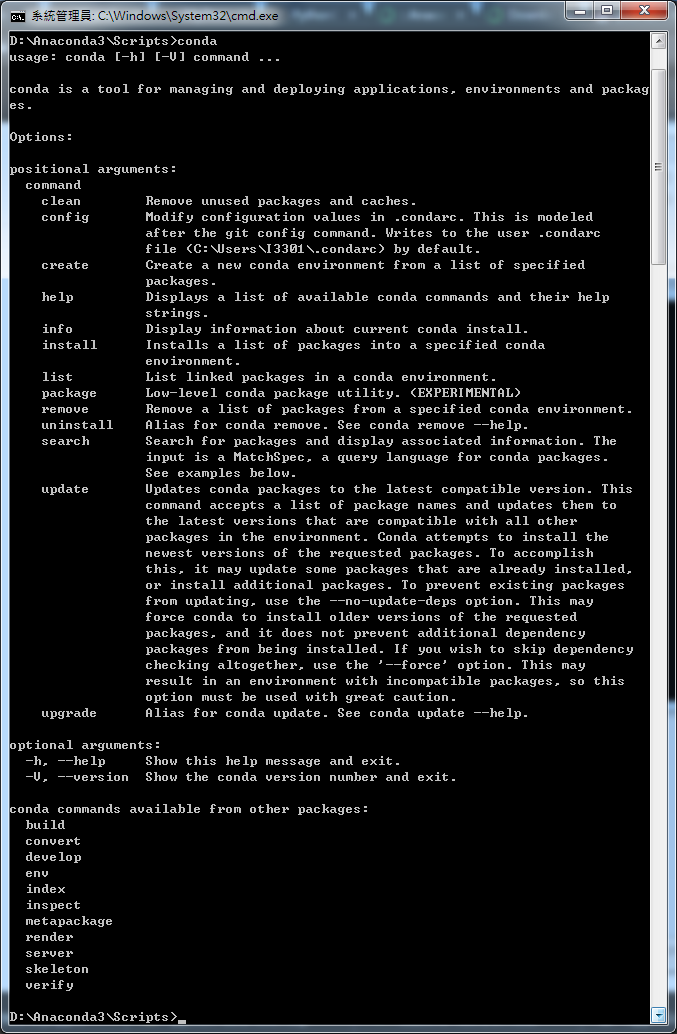 系統管理員: C:\Windows\System32\cmd.exe
D:\Anaconda3\Scripts>conda
usage: conda [-h] [-V] command ...
conda is a tool for managing and deploying applications, environments and packag
es.
Options:
positional arguments:
  command
    clean        Remove unused packages and caches.
    config       Modify configuration values in .condarc. This is modeled
                 after the git config command. Writes to the user .condarc
                 file (C:\Users\I3301\.condarc) by default.
    create       Create a new conda environment from a list of specified
                 packages.
    help         Displays a list of available conda commands and their help
                 strings.
    info         Display information about current conda install.
    install      Installs a list of packages into a specified conda
                 environment.
    list         List linked packages in a conda environment.
    package      Low-level conda package utility. (EXPERIMENTAL)
    remove       Remove a list of packages from a specified conda environment.
    uninstall    Alias for conda remove. See conda remove --help.
    search       Search for packages and display associated information. The
                 input is a MatchSpec, a query language for conda packages.
                 See examples below.
    update       Updates conda packages to the latest compatible version. This
                 command accepts a list of package names and updates them to
                 the latest versions that are compatible with all other
                 packages in the environment. Conda attempts to install the
                 newest versions of the requested packages. To accomplish
                 this, it may update some packages that are already installed,
                 or install additional packages. To prevent existing packages
                 from updating, use the --no-update-deps option. This may
                 force conda to install older versions of the requested
                 packages, and it does not prevent additional dependency
                 packages from being installed. If you wish to skip dependency
                 checking altogether, use the '--force' option. This may
                 result in an environment with incompatible packages, so this
                 option must be used with great caution.
    upgrade      Alias for conda update. See conda update --help.
optional arguments:
  -h, --help     Show this help message and exit.
  -V, --version  Show the conda version number and exit.
conda commands available from other packages:
  build
  convert
  develop
  env
  index
  inspect
  metapackage
  render
  server
  skeleton
  verify
D:\Anaconda3\Scripts>_